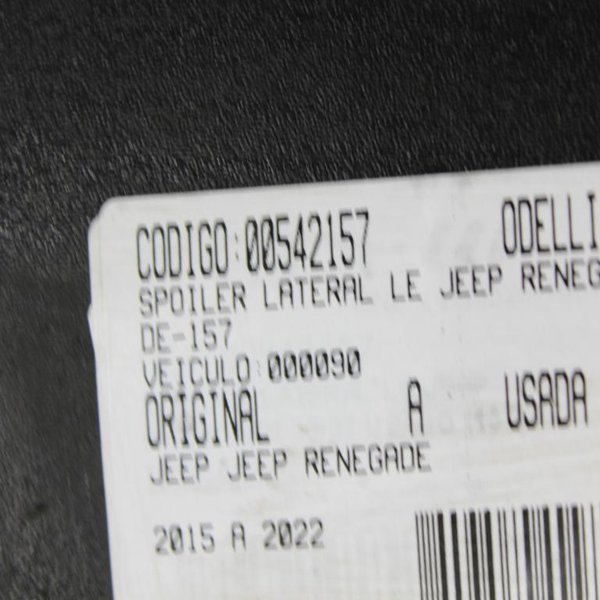 CODIGO:00542157 ODELLI
SPOILER LATERAL LE JEEP RENEG
DE-157
VEICULO:000090
ORIGINAL A USADA
JEEP JEEP RENEGADE
2015 A 2022